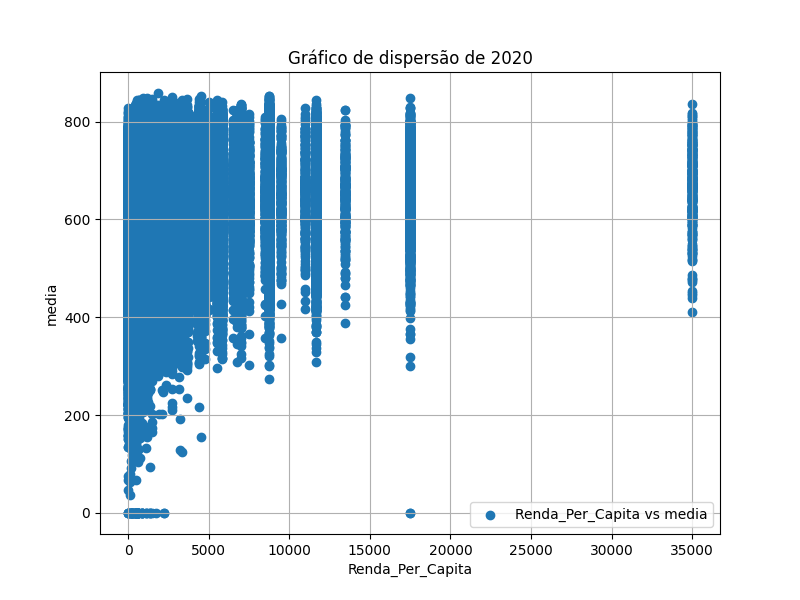 Gráfico de dispersão de 2020
media
800
600
400
200
0
0 5000 10000 15000 20000 25000 30000 35000
Renda_Per_Capita
Renda_Per_Capita vs media